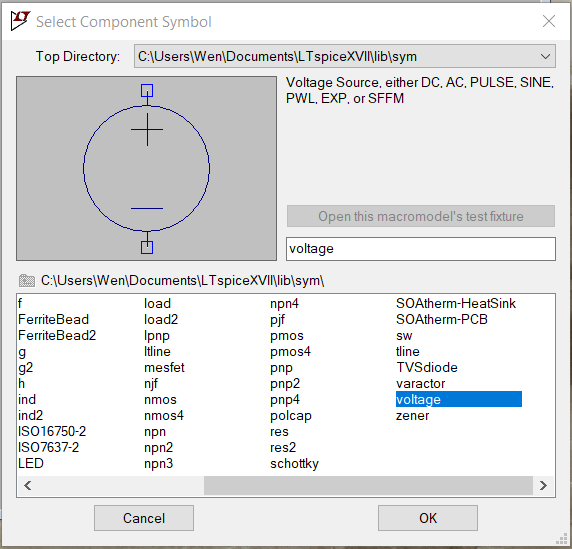 Select Component Symbol
Top Directory: C:\Users\Wen\Documents\LTspiceXVII\lib\sym
Voltage Source, either DC, AC, PULSE, SINE,
PWL, EXP, or SFFM
Open this macromodel's test fixture
voltage
C:\Users\Wen\Documents\LTspiceXVII\lib\sym\
f load npn4 SOAtherm-HeatSink
FerriteBead load2 pjf SOAtherm-PCB
FerriteBead2 lpnp pmos sw
g ltline pmos4 tline
g2 mesfet pnp TVSdiode
h njf pnp2 varactor
ind nmos pnp4 voltage
ind2 nmos4 polcap zener
ISO16750-2 npn res
ISO7637-2 npn2 res2
LED npn3 schottky
Cancel OK